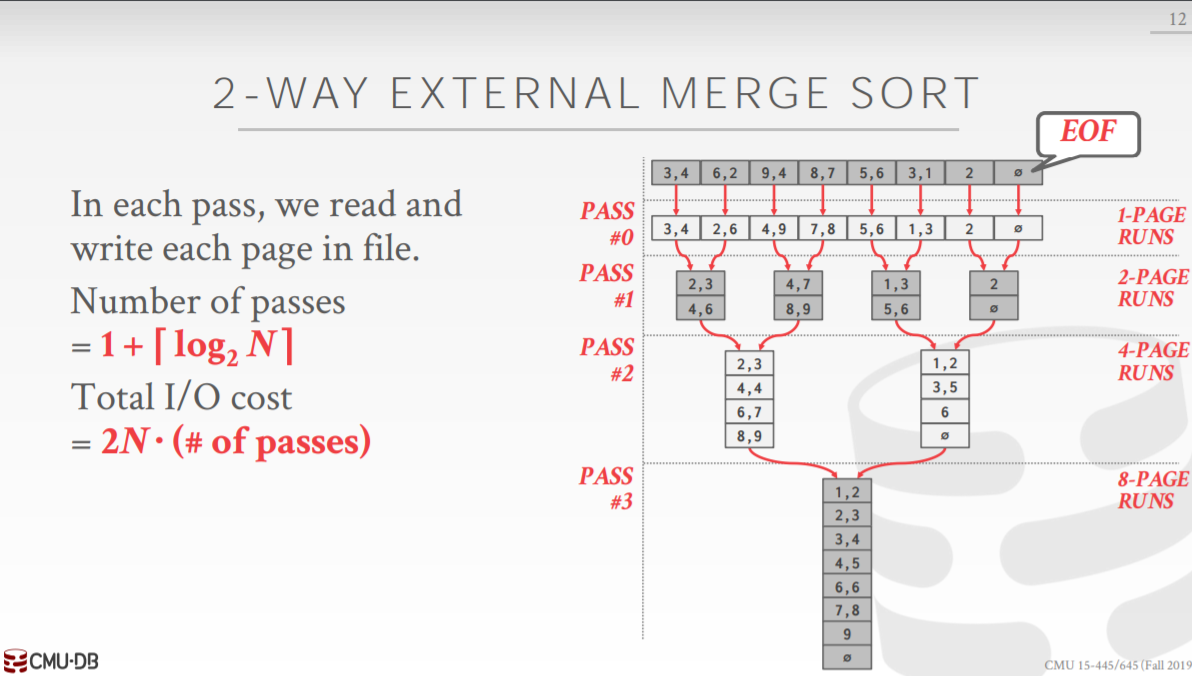 12
2-WAY EXTERNAL MERGE SORT
EOF
In each pass, we read and
write each page in file.
Number of passes
= 1 + ⌈ log₂ N ⌉
Total I/O cost
= 2N · (# of passes)
3,4 6,2 9,4 8,7 5,6 3,1 2 ∅
PASS #0
3,4 2,6 4,9 7,8 5,6 1,3 2 ∅
1-PAGE RUNS
PASS #1
2,3 4,7 1,3 2
4,6 8,9 5,6 ∅
2-PAGE RUNS
PASS #2
2,3 1,2
4,4 3,5
6,7 6
8,9 ∅
4-PAGE RUNS
PASS #3
1,2
2,3
3,4
4,5
6,6
7,8
9
∅
8-PAGE RUNS
CMU·DB
CMU 15-445/645 (Fall 2019